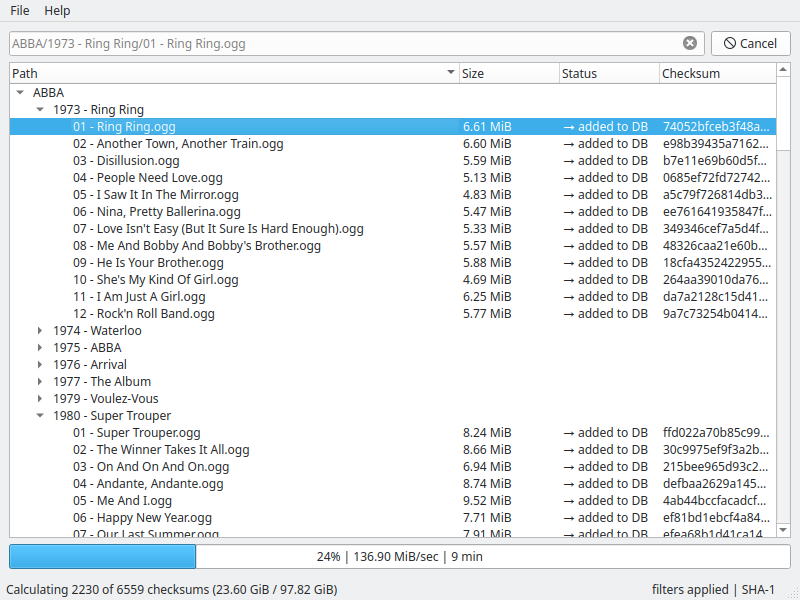 File Help
ABBA/1973 - Ring Ring/01 - Ring Ring.ogg Cancel
Path Size Status Checksum
ABBA
1973 - Ring Ring
01 - Ring Ring.ogg 6.61 MiB → added to DB 74052bfceb3f48a...
02 - Another Town, Another Train.ogg 6.60 MiB → added to DB e98b39435a7162...
03 - Disillusion.ogg 5.59 MiB → added to DB b7e11e69b60d5f...
04 - People Need Love.ogg 5.13 MiB → added to DB 0685ef72fd72742...
05 - I Saw It In The Mirror.ogg 4.83 MiB → added to DB a5c79f726814db3...
06 - Nina, Pretty Ballerina.ogg 5.47 MiB → added to DB ee761641935847f...
07 - Love Isn't Easy (But It Sure Is Hard Enough).ogg 5.33 MiB → added to DB 349346cef7a5d4f...
08 - Me And Bobby And Bobby's Brother.ogg 5.57 MiB → added to DB 48326caa21e60b...
09 - He Is Your Brother.ogg 5.88 MiB → added to DB 18cfa4352422955...
10 - She's My Kind Of Girl.ogg 4.69 MiB → added to DB 264aa39010da76...
11 - I Am Just A Girl.ogg 6.25 MiB → added to DB da7a2128c15d41...
12 - Rock'n Roll Band.ogg 5.77 MiB → added to DB 9a7c73254b0414...
1974 - Waterloo
1975 - ABBA
1976 - Arrival
1977 - The Album
1979 - Voulez-Vous
1980 - Super Trouper
01 - Super Trouper.ogg 8.24 MiB → added to DB ffd022a70b85c99...
02 - The Winner Takes It All.ogg 8.66 MiB → added to DB 30c9975ef9f3a2b...
03 - On And On And On.ogg 6.94 MiB → added to DB 215bee965d93c2...
04 - Andante, Andante.ogg 8.74 MiB → added to DB defbaa2629a145...
05 - Me And I.ogg 9.52 MiB → added to DB 4ab44bccfacadcf...
06 - Happy New Year.ogg 7.71 MiB → added to DB ef81bd1ebcf4a84...
07 - Our Last Summer.ogg 7.91 MiB → added to DB efea68b1d41ca14...
24% | 136.90 MiB/sec | 9 min
Calculating 2230 of 6559 checksums (23.60 GiB / 97.82 GiB) filters applied | SHA-1